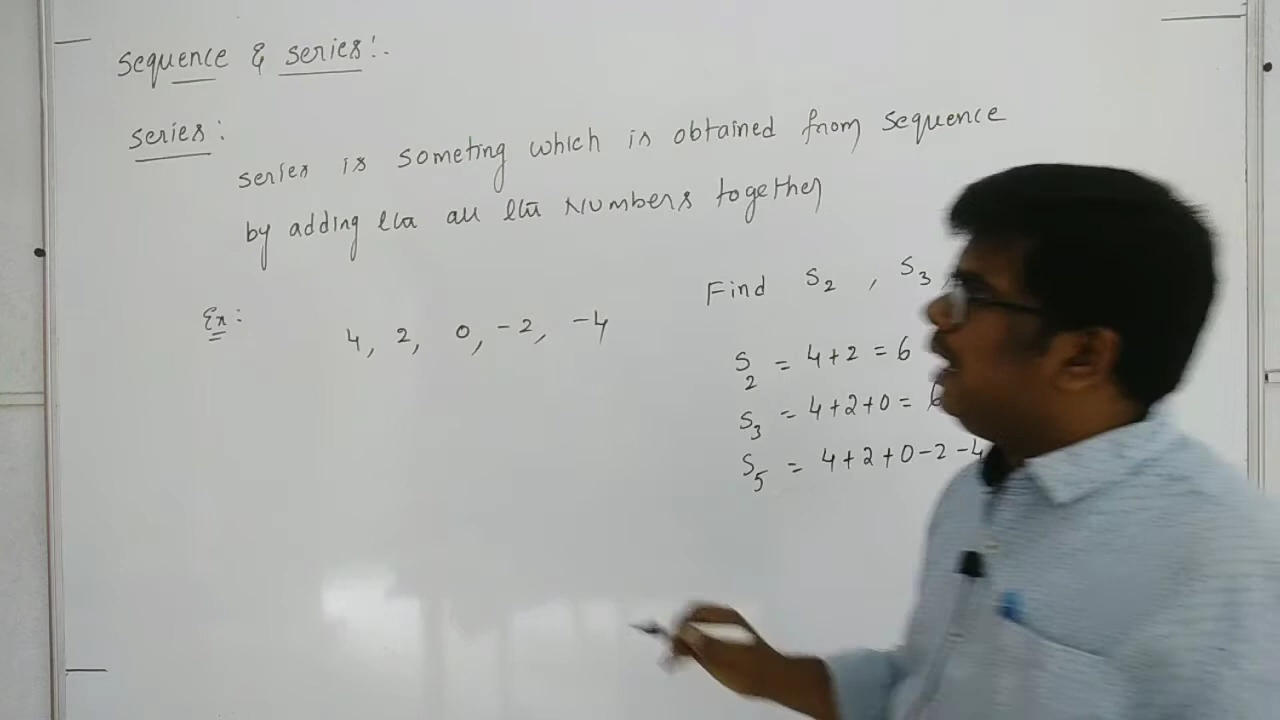 Sequence & series:.
series:
series is someting which is obtained from sequence
by adding all Numbers together
Find S2 , S3 ,
Ex: 4, 2, 0, -2, -4
S2 = 4+2 = 6
S3 = 4+2+0 = 6
S5 = 4+2+0-2-4